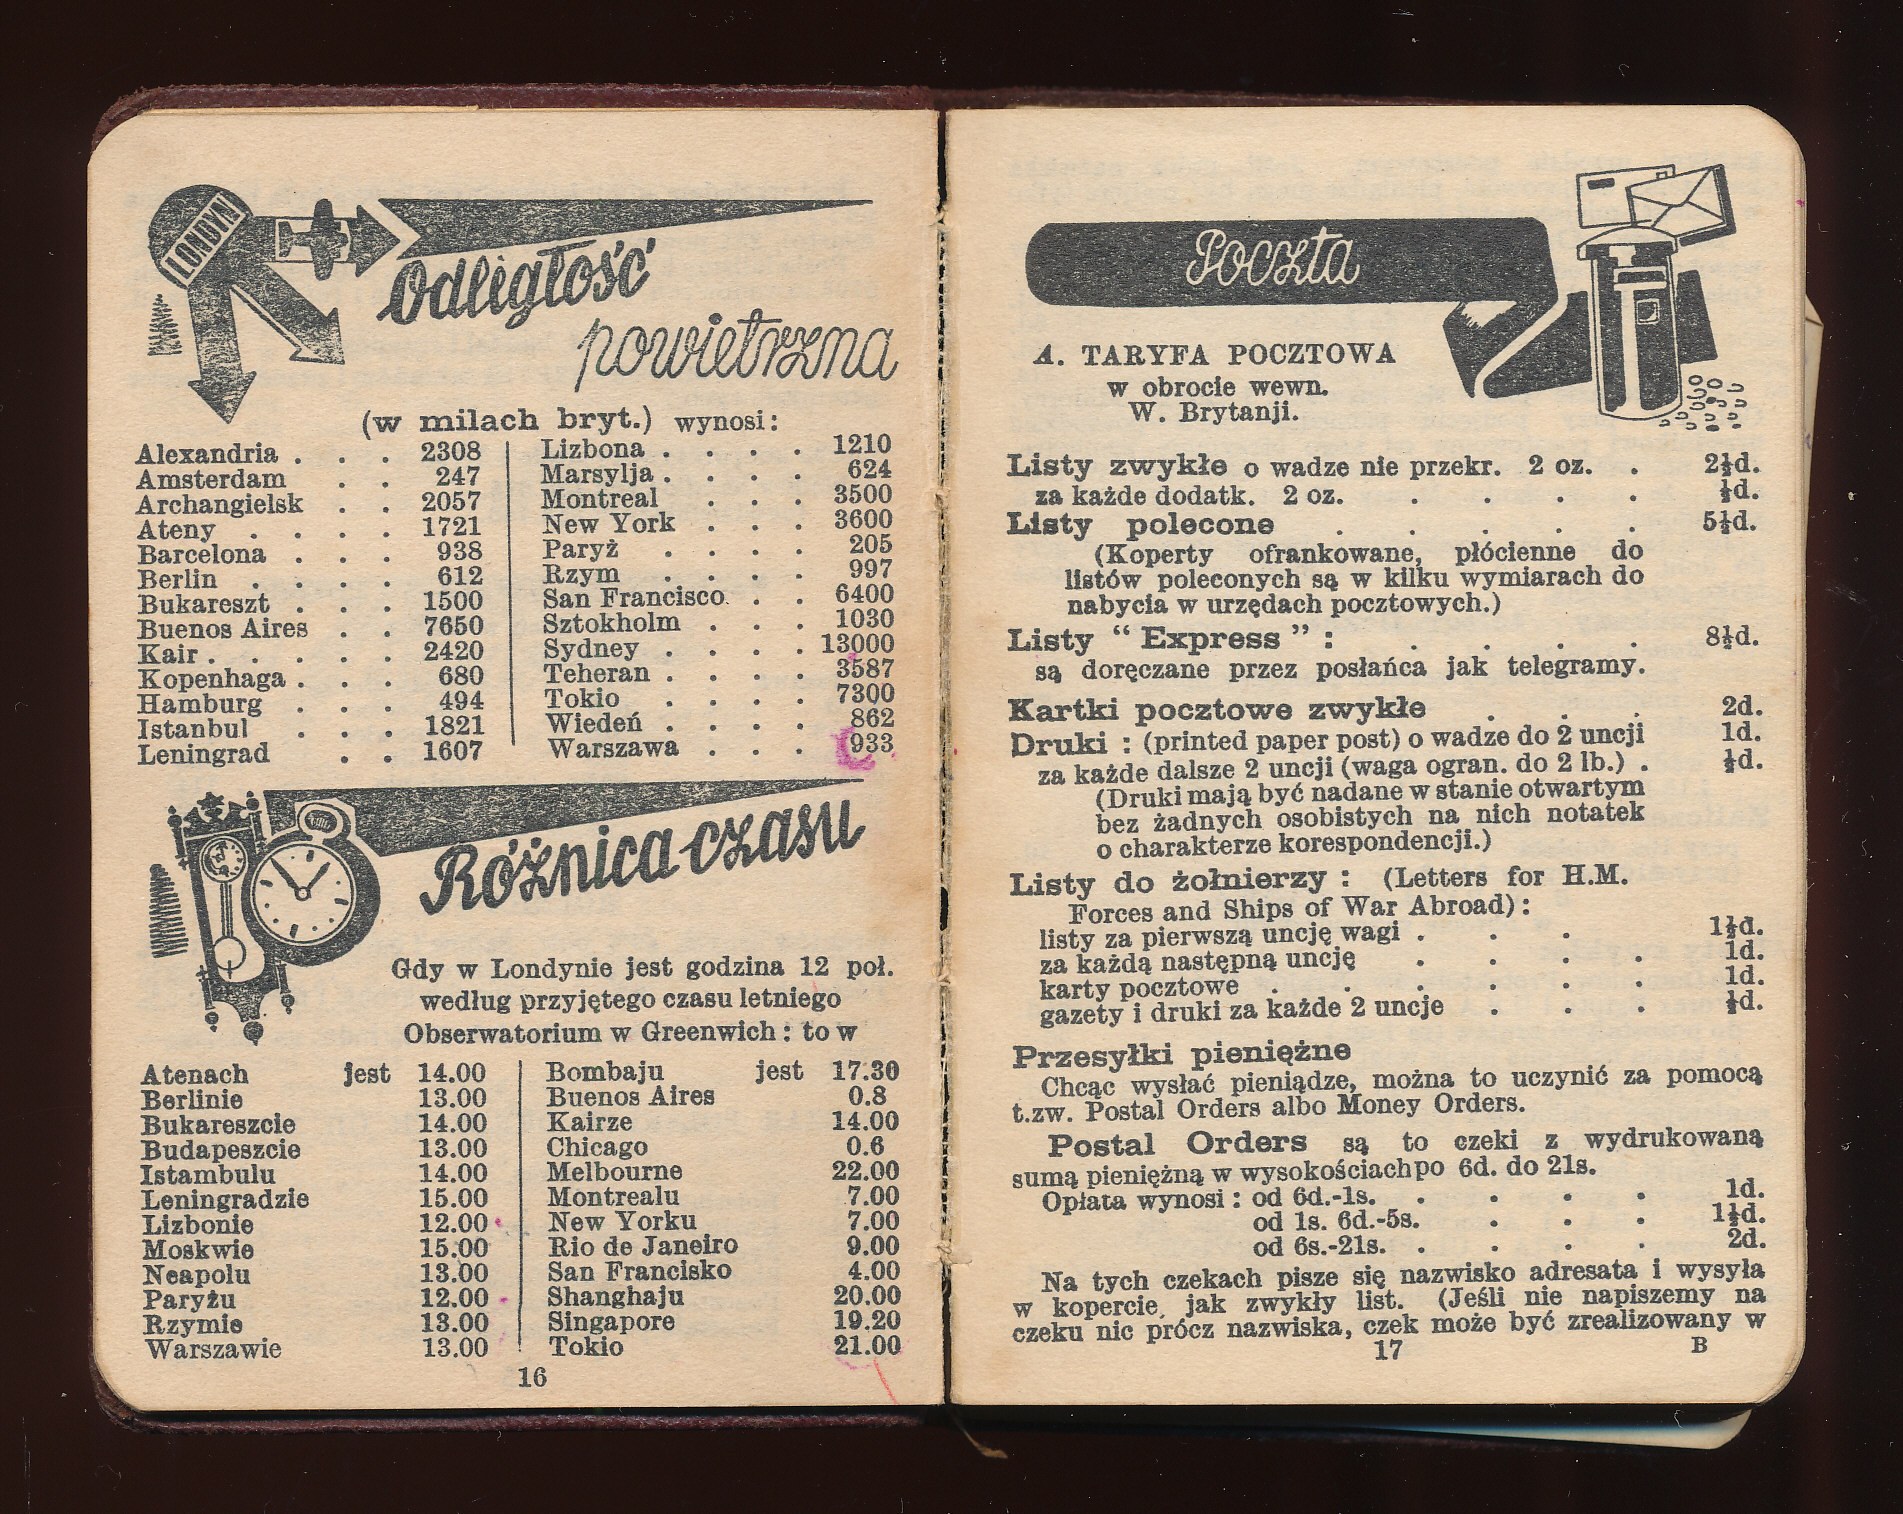 LONDYN
Odległość
powietrzna
(w milach bryt.) wynosi:
Alexandria . . . 2308
Amsterdam . . 247
Archangielsk . . 2057
Ateny . . . . 1721
Barcelona . . . 938
Berlin . . . . 612
Bukareszt . . . 1500
Buenos Aires . . 7650
Kair . . . . . 2420
Kopenhaga . . . 680
Hamburg . . . 494
Istanbul . . . 1821
Leningrad . . 1607
Lizbona . . . . 1210
Marsylja . . . . 624
Montreal . . . 3500
New York . . . 3600
Paryż . . . . 205
Rzym . . . . 997
San Francisco . . 6400
Sztokholm . . . 1030
Sydney . . . . 13000
Teheran . . . . 3587
Tokio . . . . 7300
Wiedeń . . . . 862
Warszawa . . . 933
Różnica czasu
Gdy w Londynie jest godzina 12 poł.
według przyjętego czasu letniego
Obserwatorium w Greenwich : to w
Atenach jest 14.00
Berlinie 13.00
Bukareszcie 14.00
Budapeszcie 13.00
Istambulu 14.00
Leningradzie 15.00
Lizbonie 12.00
Moskwie 15.00
Neapolu 13.00
Paryżu 12.00
Rzymie 13.00
Warszawie 13.00
Bombaju jest 17.30
Buenos Aires 0.8
Kairze 14.00
Chicago 0.6
Melbourne 22.00
Montrealu 7.00
New Yorku 7.00
Rio de Janeiro 9.00
San Francisko 4.00
Shanghaju 20.00
Singapore 19.20
Tokio 21.00
16
Poczta
A. TARYFA POCZTOWA
w obrocie wewn.
W. Brytanji.
Listy zwykłe o wadze nie przekr. 2 oz. . 2½d.
za każde dodatk. 2 oz. . . . . ½d.
Listy polecone . . . . . 5½d.
(Koperty ofrankowane, płócienne do
listów poleconych są w kilku wymiarach do
nabycia w urzędach pocztowych.)
Listy “ Express ” : . . . . 8½d.
są doręczane przez posłańca jak telegramy.
Kartki pocztowe zwykłe . . . 2d.
Druki : (printed paper post) o wadze do 2 uncji 1d.
za każde dalsze 2 uncji (waga ogran. do 2 lb.) . ½d.
(Druki mają być nadane w stanie otwartym
bez żadnych osobistych na nich notatek
o charakterze korespondencji.)
Listy do żołnierzy : (Letters for H.M.
Forces and Ships of War Abroad) :
listy za pierwszą uncję wagi . . . 1½d.
za każdą następną uncję . . . . 1d.
karty pocztowe . . . . . . 1d.
gazety i druki za każde 2 uncje . . . ½d.
Przesyłki pieniężne
Chcąc wysłać pieniądze, można to uczynić za pomocą
t.zw. Postal Orders albo Money Orders.
Postal Orders są to czeki z wydrukowaną
sumą pieniężną w wysokościach po 6d. do 21s.
Opłata wynosi : od 6d.-1s. . . . . 1d.
od 1s. 6d.-5s. . . . 1½d.
od 6s.-21s. . . . . 2d.
Na tych czekach pisze się nazwisko adresata i wysyła
w kopercie, jak zwykły list. (Jeśli nie napiszemy na
czeku nic prócz nazwiska, czek może być zrealizowany w
17 B